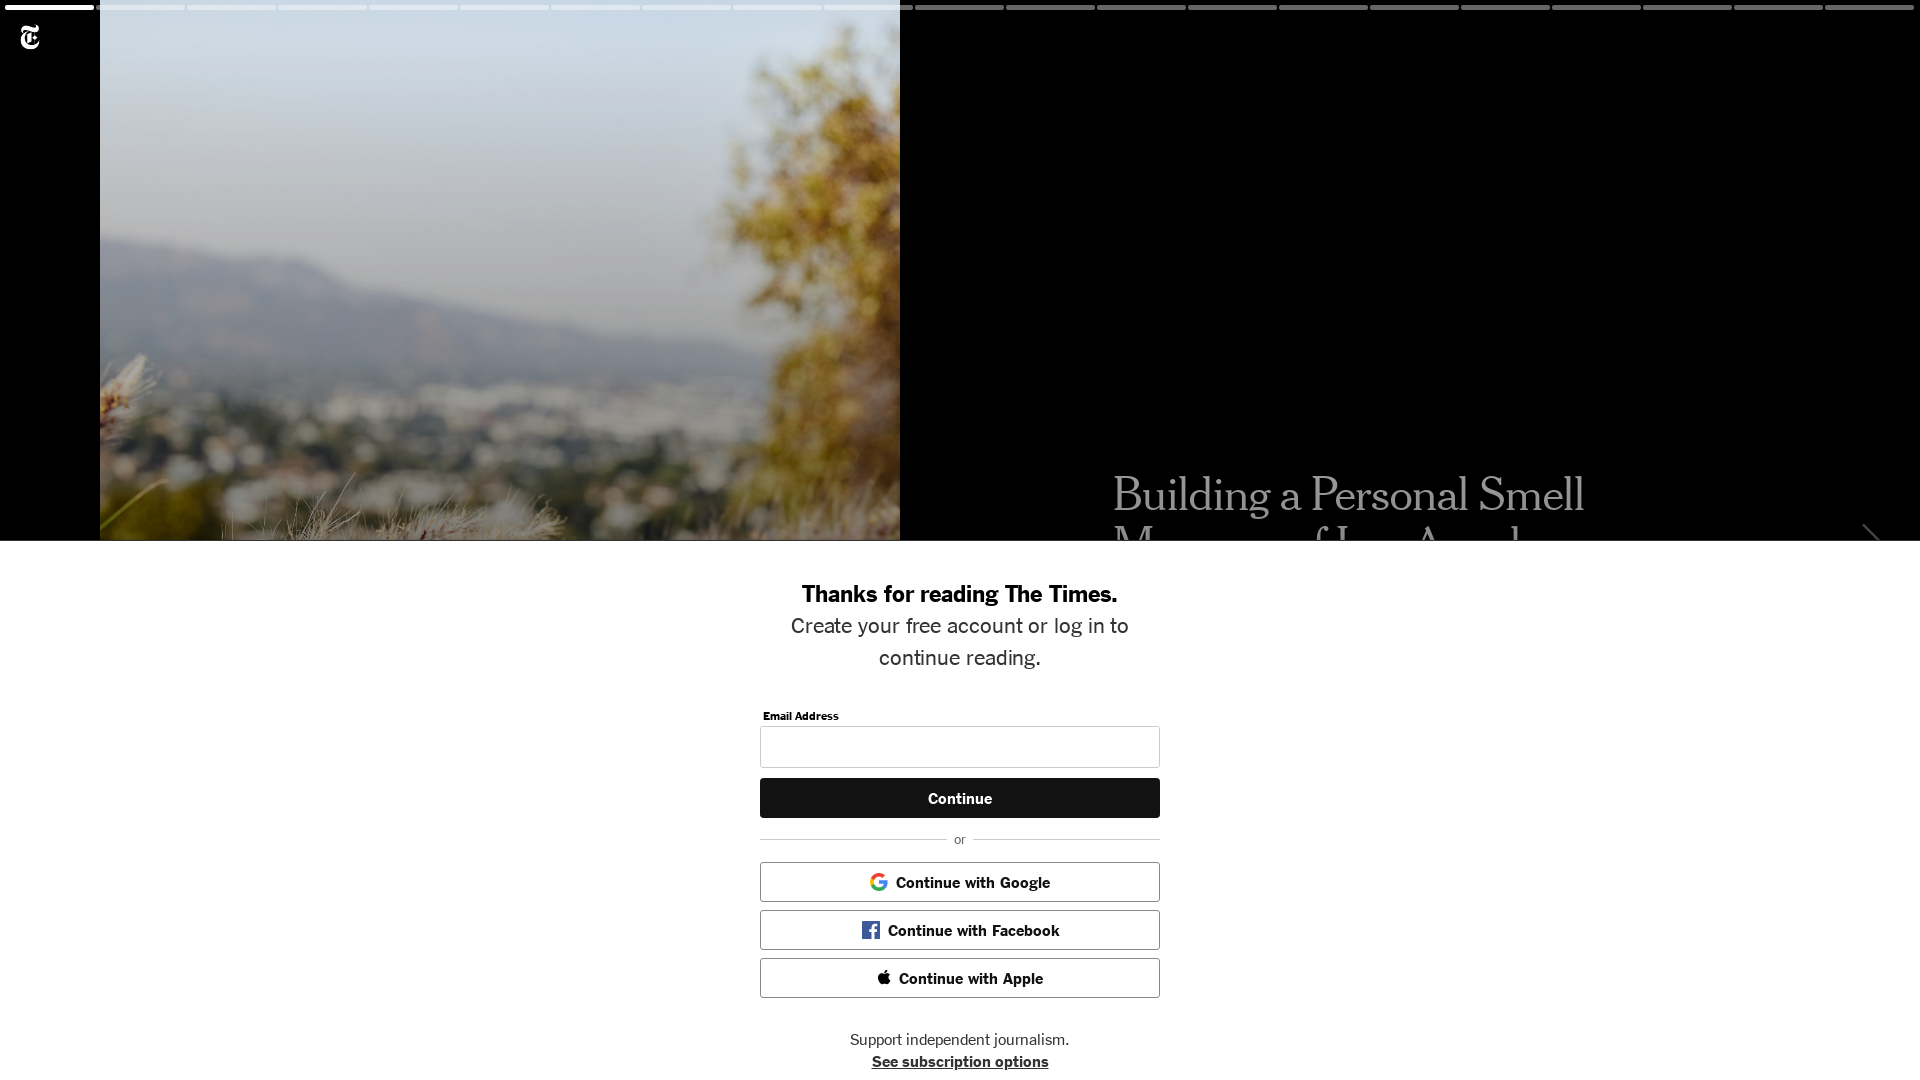 Building a Personal Smell
Thanks for reading The Times.
Create your free account or log in to
continue reading.
Email Address
Continue
or
Continue with Google
Continue with Facebook
Continue with Apple
Support independent journalism.
See subscription options